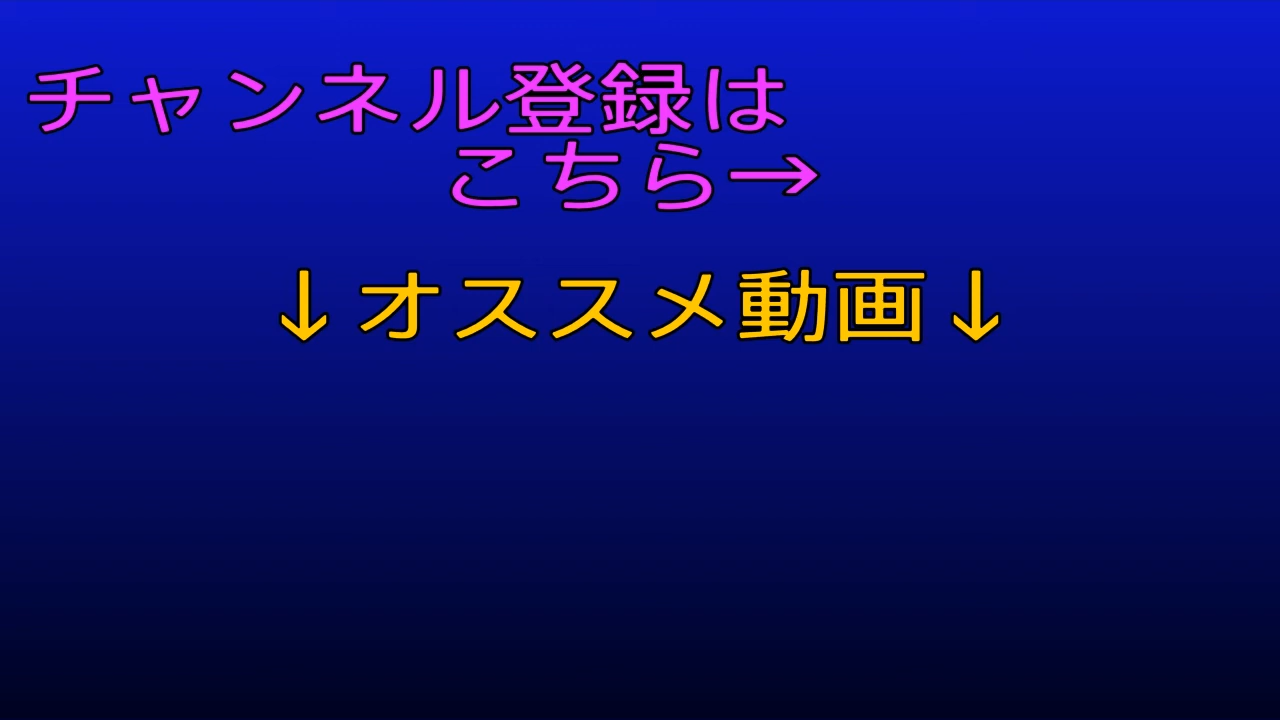 チャンネル登録は
こちら→
↓オススメ動画↓